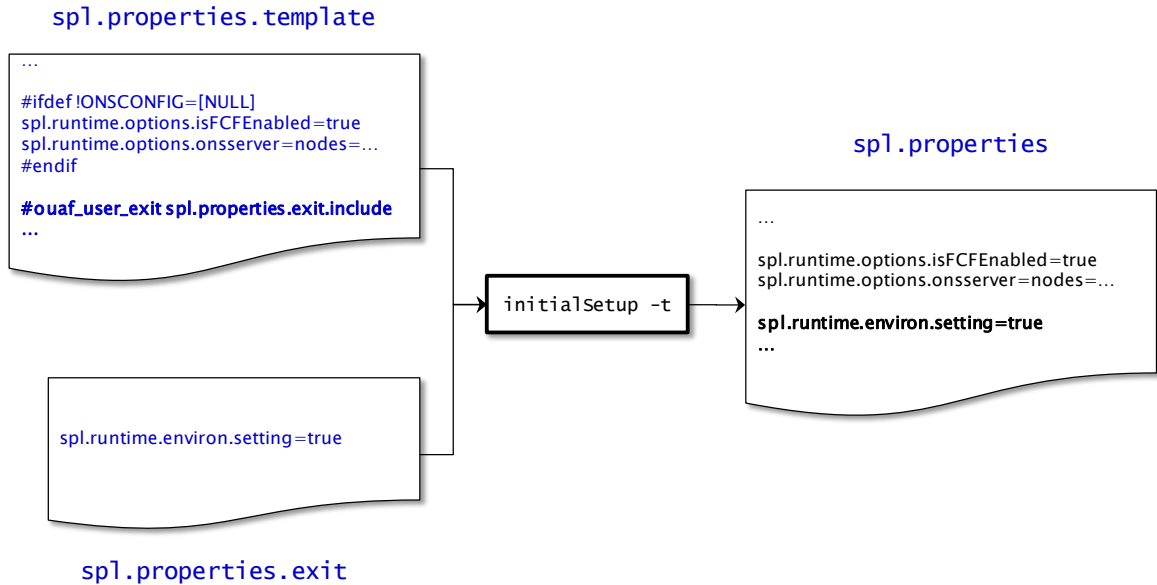 spl.properties.template
...
#ifdef !ONSCONFIG=[NULL]
spl.runtime.options.isFCFEnabled=true
spl.runtime.options.onsserver=nodes=...
#endif
#ouaf_user_exit spl.properties.exit.include
...
spl.runtime.environ.setting=true
spl.properties.exit
initialSetup -t
spl.properties
...
spl.runtime.options.isFCFEnabled=true
spl.runtime.options.onsserver=nodes=...
spl.runtime.environ.setting=true
...